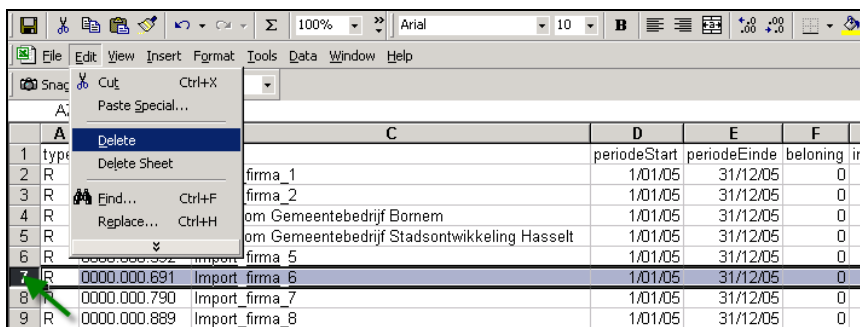 100% Arial 10 B
File Edit View Insert Format Tools Data Window Help
Snag
Cut Ctrl+X
Paste Special...
Delete
Delete Sheet
Find... Ctrl+F
Replace... Ctrl+H
A C D E F
1 type periodeStart periodeEinde beloning
2 R _firma_1 1/01/05 31/12/05 0
3 R _firma_2 1/01/05 31/12/05 0
4 R om Gemeentebedrijf Bornem 1/01/05 31/12/05 0
5 R om Gemeentebedrijf Stadsontwikkeling Hasselt 1/01/05 31/12/05 0
6 R 0000.000.592 Import_firma_5 1/01/05 31/12/05 0
7 R 0000.000.691 Import_firma_6 1/01/05 31/12/05 0
8 R 0000.000.790 Import_firma_7 1/01/05 31/12/05 0
9 R 0000.000.889 Import_firma_8 1/01/05 31/12/05 0